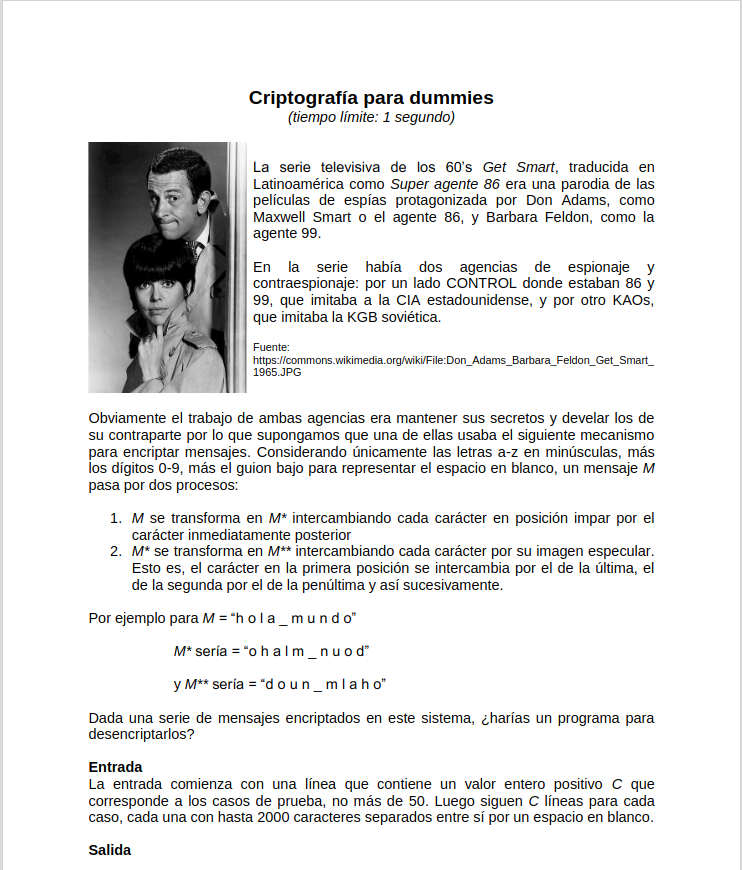 Criptografía para dummies
(tiempo límite: 1 segundo)
La serie televisiva de los 60’s Get Smart, traducida en
Latinoamérica como Super agente 86 era una parodia de las
películas de espías protagonizada por Don Adams, como
Maxwell Smart o el agente 86, y Barbara Feldon, como la
agente 99.
En la serie había dos agencias de espionaje y
contraespionaje: por un lado CONTROL donde estaban 86 y
99, que imitaba a la CIA estadounidense, y por otro KAOs,
que imitaba la KGB soviética.
Fuente:
https://commons.wikimedia.org/wiki/File:Don_Adams_Barbara_Feldon_Get_Smart_
1965.JPG
Obviamente el trabajo de ambas agencias era mantener sus secretos y develar los de
su contraparte por lo que supongamos que una de ellas usaba el siguiente mecanismo
para encriptar mensajes. Considerando únicamente las letras a-z en minúsculas, más
los dígitos 0-9, más el guion bajo para representar el espacio en blanco, un mensaje M
pasa por dos procesos:
1. M se transforma en M* intercambiando cada carácter en posición impar por el
carácter inmediatamente posterior
2. M* se transforma en M** intercambiando cada carácter por su imagen especular.
Esto es, el carácter en la primera posición se intercambia por el de la última, el
de la segunda por el de la penúltima y así sucesivamente.
Por ejemplo para M = “h o l a _ m u n d o”
M* sería = “o h a l m _ n u o d”
y M** sería = “d o u n _ m l a h o”
Dada una serie de mensajes encriptados en este sistema, ¿harías un programa para
desencriptarlos?
Entrada
La entrada comienza con una línea que contiene un valor entero positivo C que
corresponde a los casos de prueba, no más de 50. Luego siguen C líneas para cada
caso, cada una con hasta 2000 caracteres separados entre sí por un espacio en blanco.
Salida